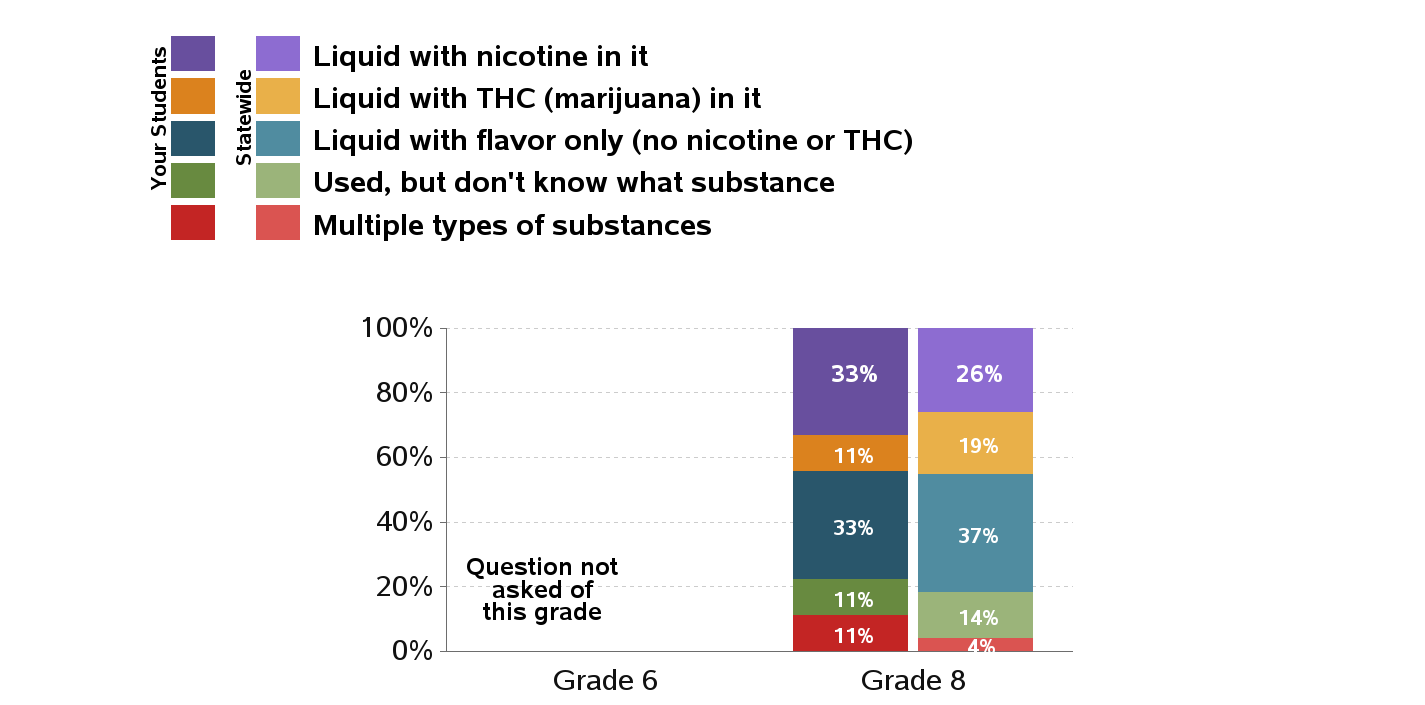 Your Students
Statewide
Liquid with nicotine in it
Liquid with THC (marijuana) in it
Liquid with flavor only (no nicotine or THC)
Used, but don't know what substance
Multiple types of substances
100%
80%
60%
40%
20%
0%
Question not
asked of
this grade
33%
11%
33%
11%
11%
26%
19%
37%
14%
4%
Grade 6
Grade 8